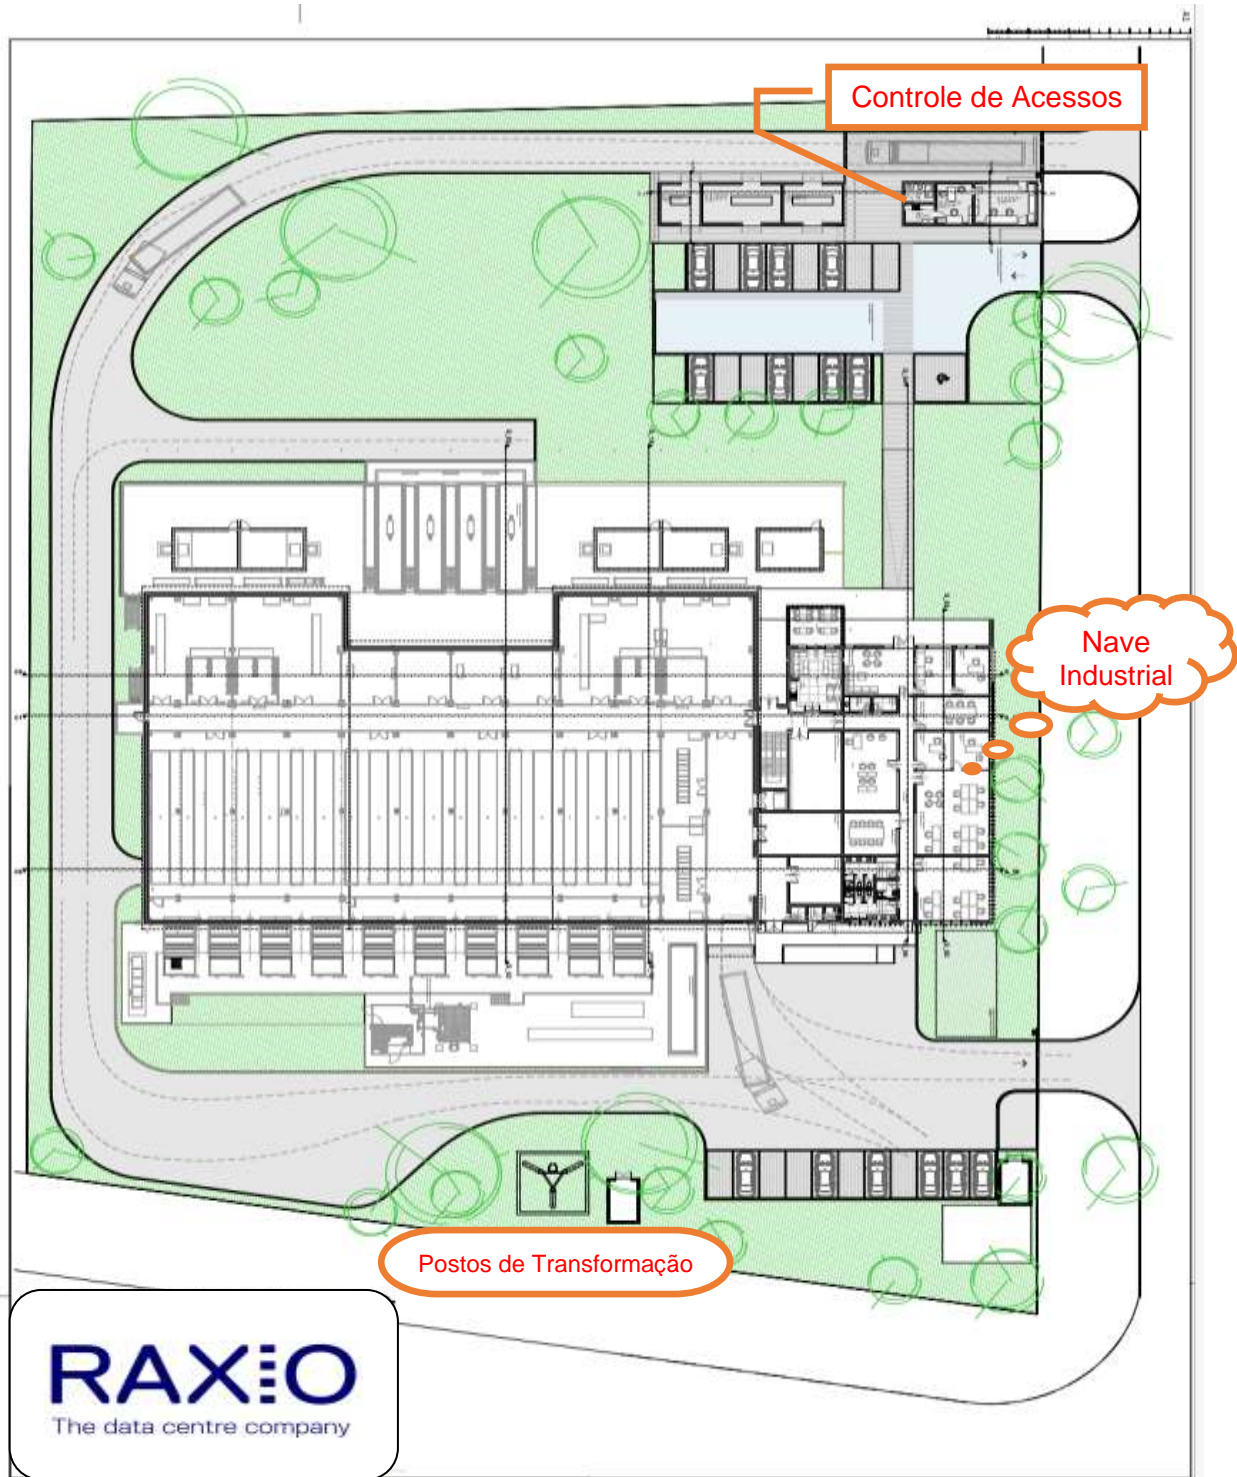 Controle de Acessos
Nave
Industrial
Postos de Transformação
RAXIO
The data centre company